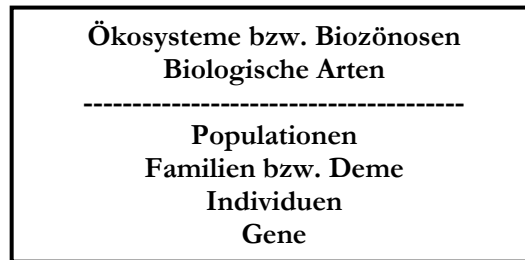 Ökosysteme bzw. Biozönosen
Biologische Arten
---------------------------------------
Populationen
Familien bzw. Deme
Individuen
Gene